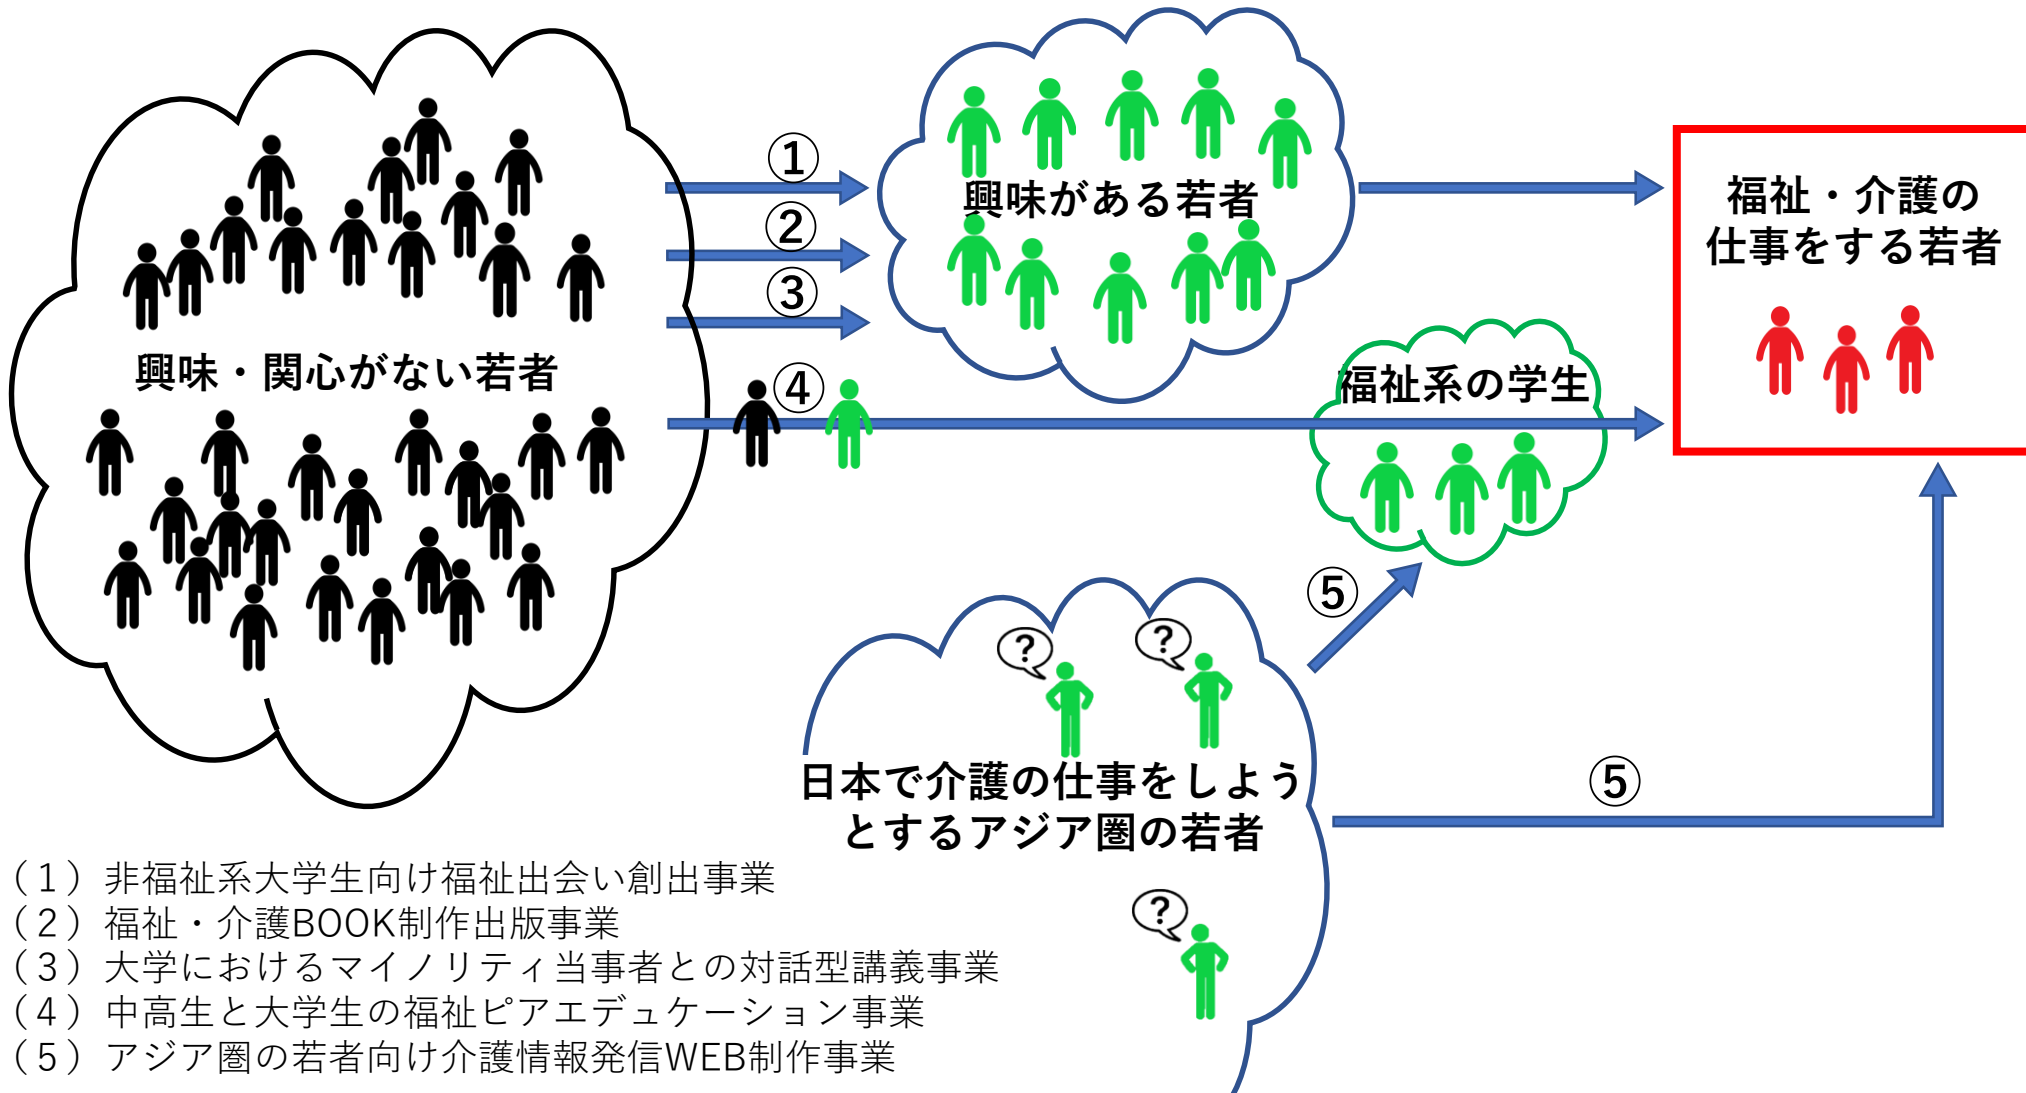 ①
興味がある若者
②
③
福祉・介護の
仕事をする若者
興味・関心がない若者
④
福祉系の学生
⑤
?
?
日本で介護の仕事をしよう
とするアジア圏の若者
⑤
?
（１）非福祉系大学生向け福祉出会い創出事業
（２）福祉・介護BOOK制作出版事業
（３）大学におけるマイノリティ当事者との対話型講義事業
（４）中高生と大学生の福祉ピアエデュケーション事業
（５）アジア圏の若者向け介護情報発信WEB制作事業